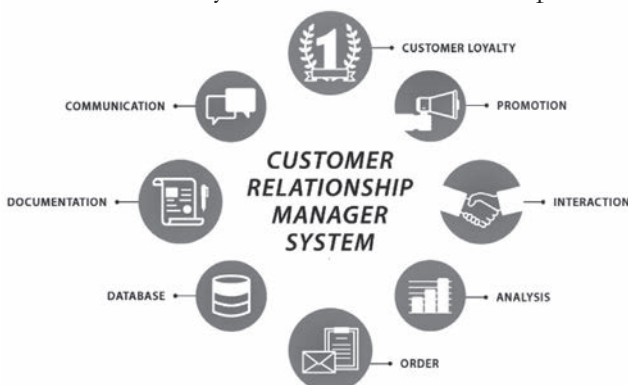 CUSTOMER LOYALTY
COMMUNICATION
PROMOTION
CUSTOMER
RELATIONSHIP
MANAGER
SYSTEM
DOCUMENTATION
INTERACTION
DATABASE
ANALYSIS
ORDER
1